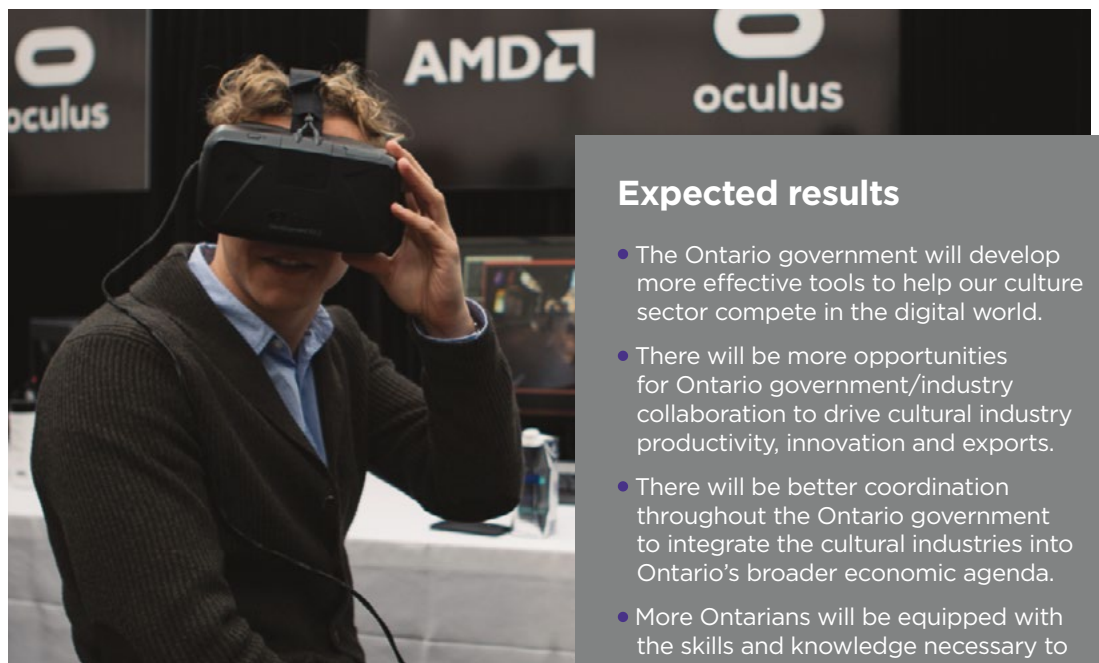 oculus
AMD
oculus
Expected results
• The Ontario government will develop
more effective tools to help our culture
sector compete in the digital world.
• There will be more opportunities
for Ontario government/industry
collaboration to drive cultural industry
productivity, innovation and exports.
• There will be better coordination
throughout the Ontario government
to integrate the cultural industries into
Ontario’s broader economic agenda.
• More Ontarians will be equipped with
the skills and knowledge necessary to